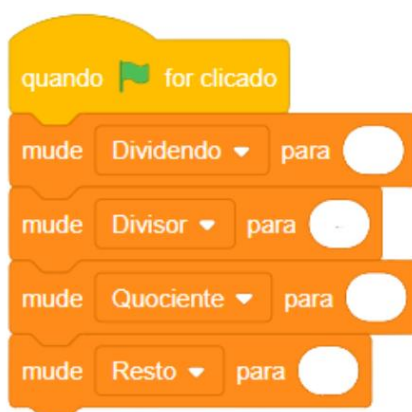 quando for clicado
mude Dividendo para
mude Divisor para
mude Quociente para
mude Resto para